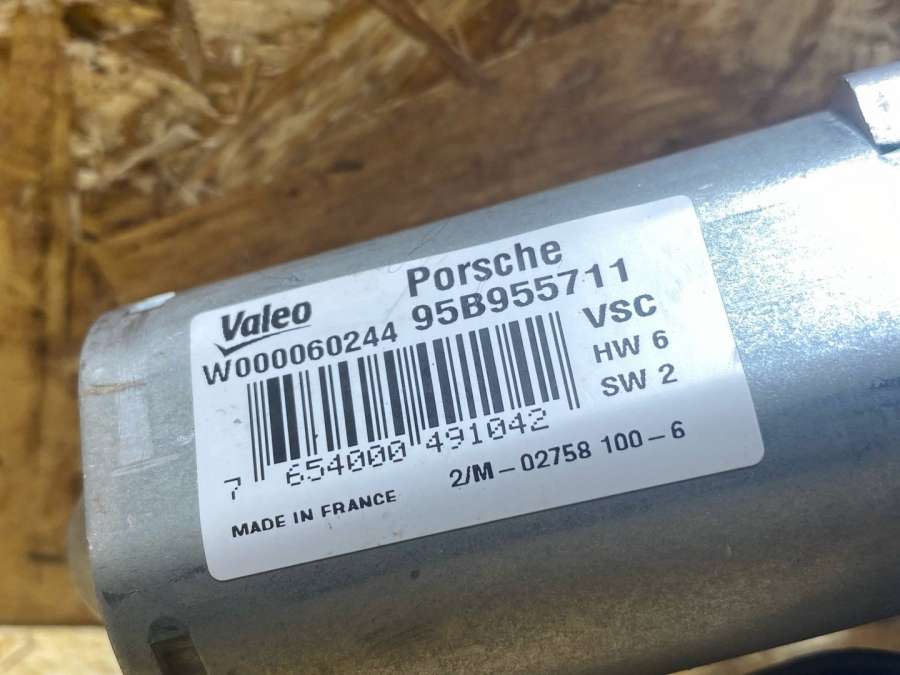 Valeo
Porsche
W000060244 95B955711
VSC
HW 6
SW 2
7 654000 491042
MADE IN FRANCE
2/M-02758 100-6